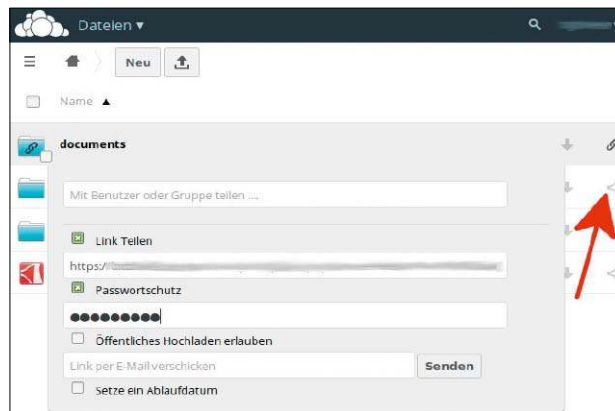 Dateien
Neu
Name
documents
Mit Benutzer oder Gruppe teilen ...
Link Teilen
https:/
Passwortschutz
Öffentliches Hochladen erlauben
Link per E-Mail verschicken Senden
Setze ein Ablaufdatum